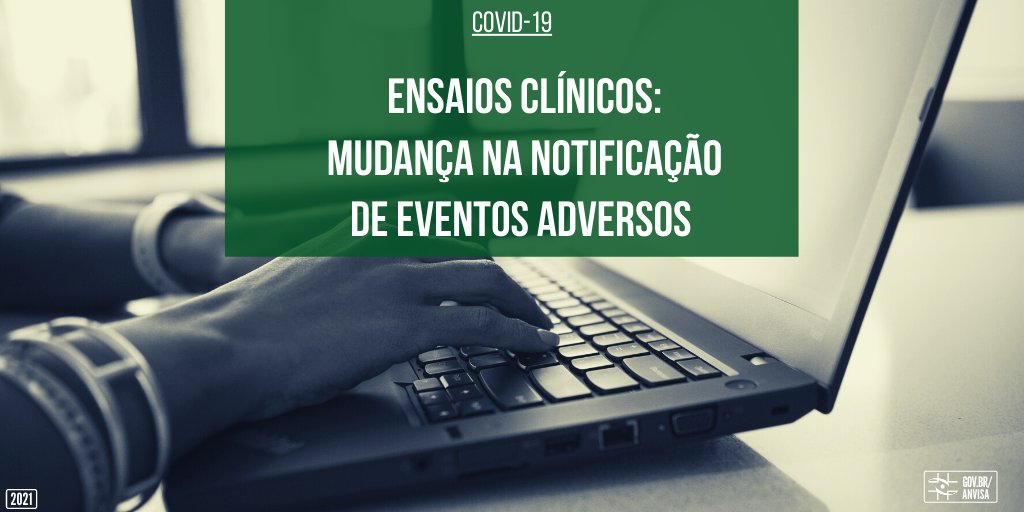 COVID-19
ENSAIOS CLÍNICOS:
MUDANÇA NA NOTIFICAÇÃO
DE EVENTOS ADVERSOS
2021
GOV.BR/
ANVISA